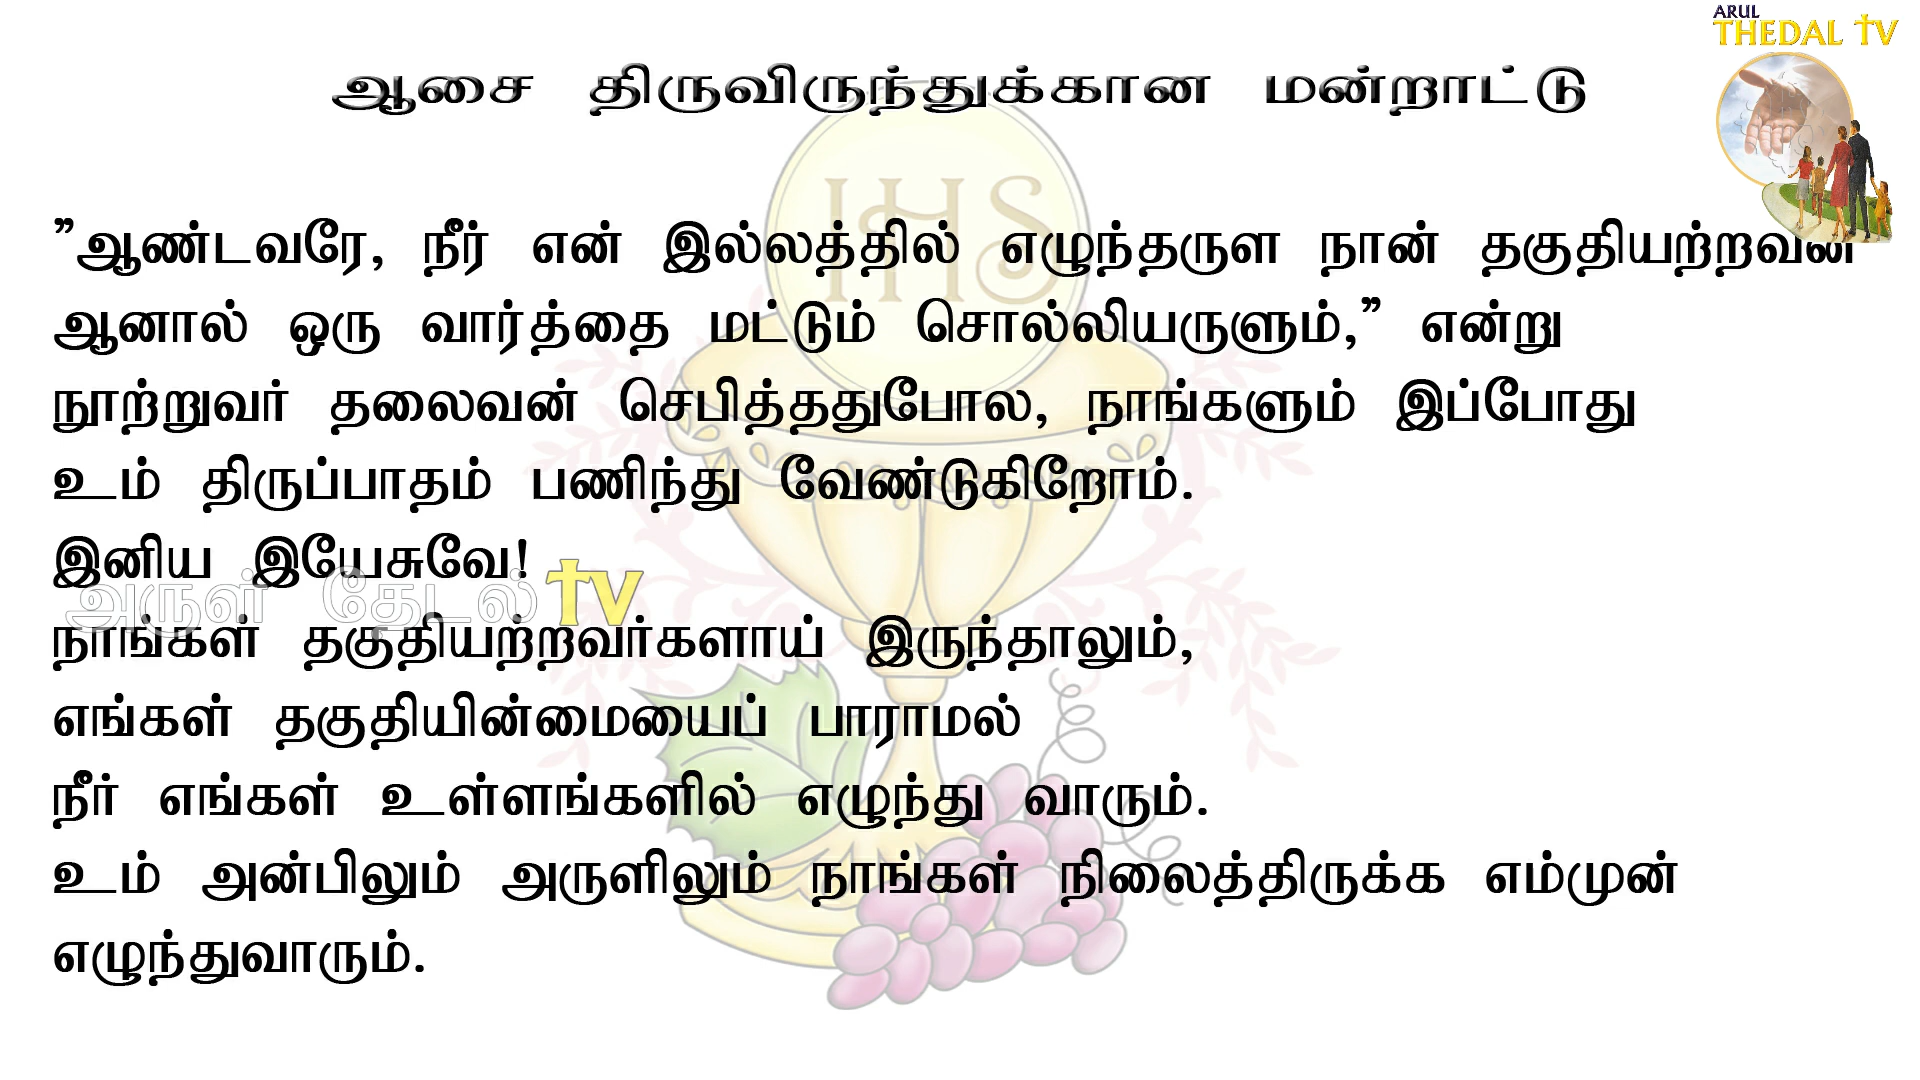 ARUL
THEDAL TV
ஆசை திருவிருந்துக்கான மன்றாட்டு
"ஆண்டவரே, நீர் என் இல்லத்தில் எழுந்தருள நான் தகுதியற்றவன்
ஆனால் ஒரு வார்த்தை மட்டும் சொல்லியருளும்," என்று
நூற்றுவர் தலைவன் செபித்ததுபோல, நாங்களும் இப்போது
உம் திருப்பாதம் பணிந்து வேண்டுகிறோம்.
இனிய இயேசுவே!
அருள் தேடல் tv
நாங்கள் தகுதியற்றவர்களாய் இருந்தாலும்,
எங்கள் தகுதியின்மையைப் பாராமல்
நீர் எங்கள் உள்ளங்களில் எழுந்து வாரும்.
உம் அன்பிலும் அருளிலும் நாங்கள் நிலைத்திருக்க எம்முன்
எழுந்துவாரும்.
IHS